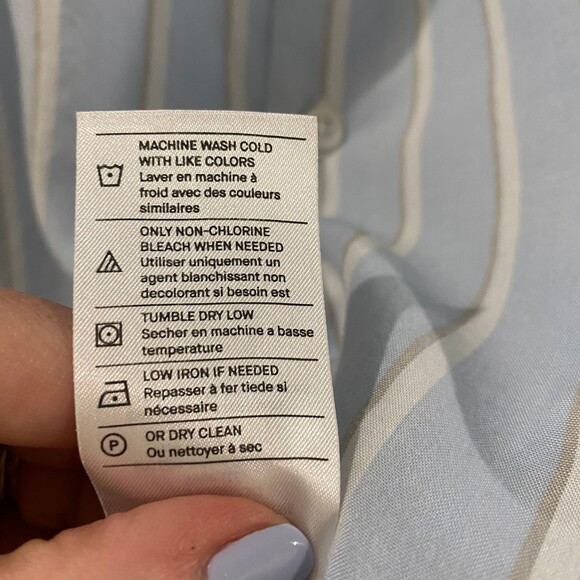 MACHINE WASH COLD
WITH LIKE COLORS
Laver en machine à
froid avec des couleurs
similaires
ONLY NON-CHLORINE
BLEACH WHEN NEEDED
Utiliser uniquement un
agent blanchissant non
decolorant si besoin est
TUMBLE DRY LOW
Secher en machine a basse
temperature
LOW IRON IF NEEDED
Repasser à fer tiede si
nécessaire
P
OR DRY CLEAN
Ou nettoyer à sec